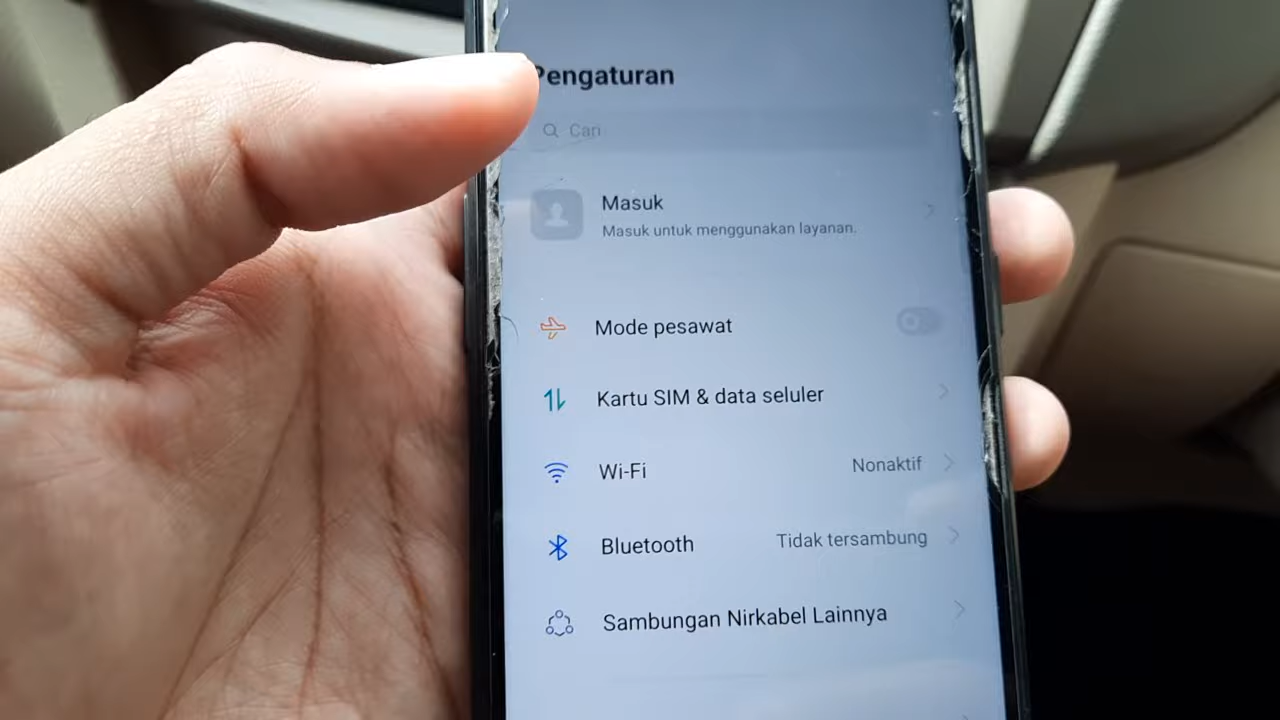 Pengaturan
Cari
Masuk
Masuk untuk menggunakan layanan.
Mode pesawat
Kartu SIM & data seluler
Wi-Fi Nonaktif
Bluetooth Tidak tersambung
Sambungan Nirkabel Lainnya